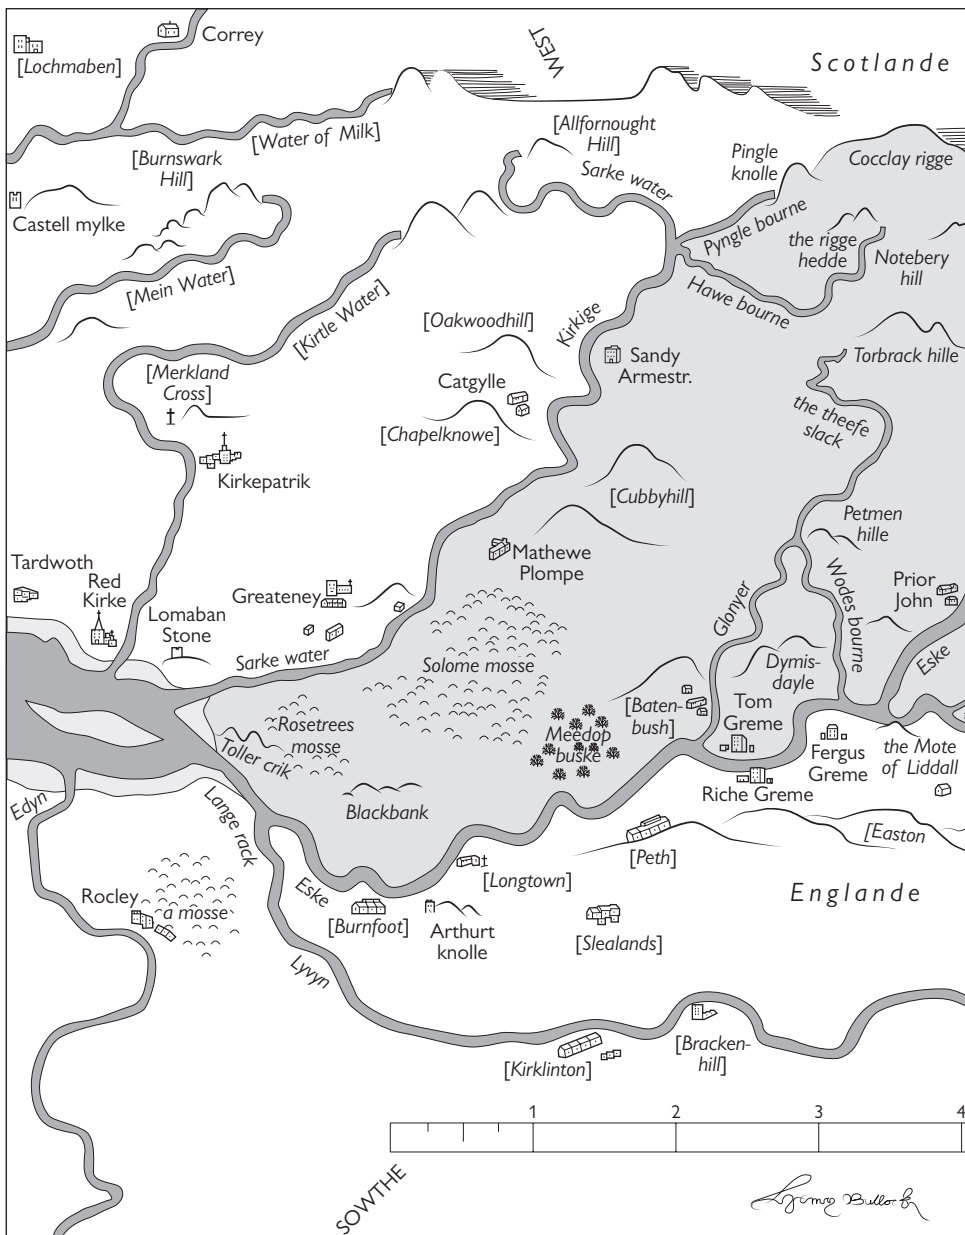 Correy
[Lochmaben]
WEST
Scotlande
[Water of Milk]
[Allfornought
Hill]
[Burnswark
Hill]
Pingle
knolle
Cocclay rigge
Sarke water
Castell mylke
Pyngle bourne
the rigge
hedde
Notebery
hill
[Mein Water]
[Kirtle Water]
Hawe bourne
[Oakwoodhill]
Kirkige
Sandy
Armestr.
Torbrack hille
[Merkland
Cross]
Catgylle
the theefe
slack
[Chapelknowe]
Kirkepatrik
[Cubbyhill]
Petmen
hille
Mathewe
Plompe
Tardwoth
Red
Kirke
Lomaban
Stone
Greateney
Glonyer
Wodes bourne
Prior
John
Sarke water
Solome mosse
Dymis-
dayle
Eske
Rosetrees
mosse
Toller crik
Meedop
buske
[Baten-
bush]
Tom
Greme
Fergus
Greme
the Mote
of Liddall
Riche Greme
Edyn
Lange rack
Blackbank
[Peth]
[Easton
[Longtown]
Eske
Rocley
a mosse
[Burnfoot]
Arthurt
knolle
[Slealands]
Englande
Lyvyn
[Kirklinton]
[Bracken-
hill]
1 2 3 4
SOWTHE